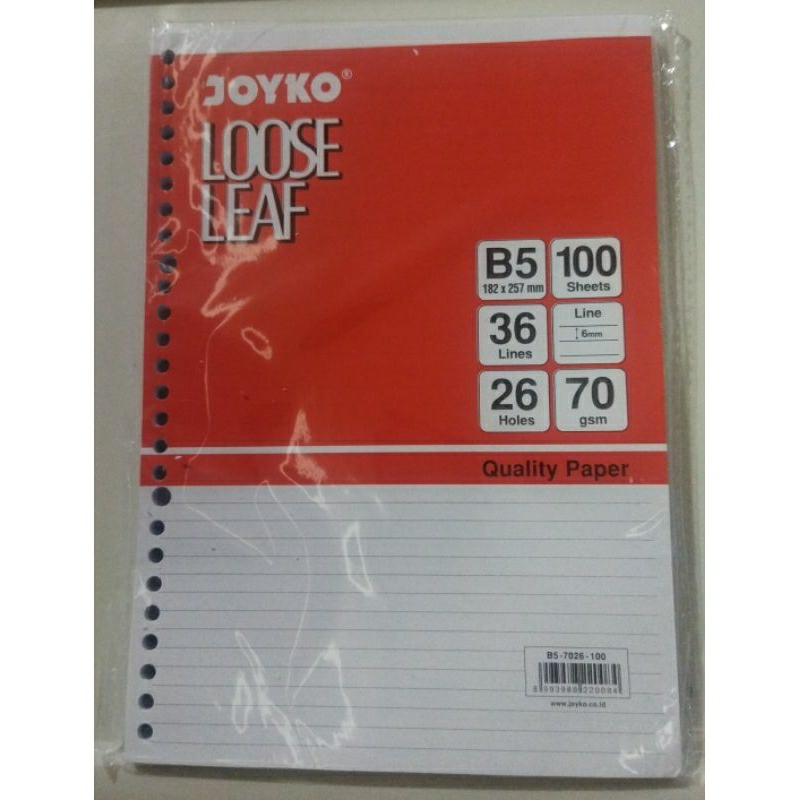 JOYKO®
LOOSE
LEAF
B5
182 x 257 mm
100
Sheets
36
Lines
Line
6mm
26
Holes
70
gsm
Quality Paper
B5-7026-100
www.joyko.co.id